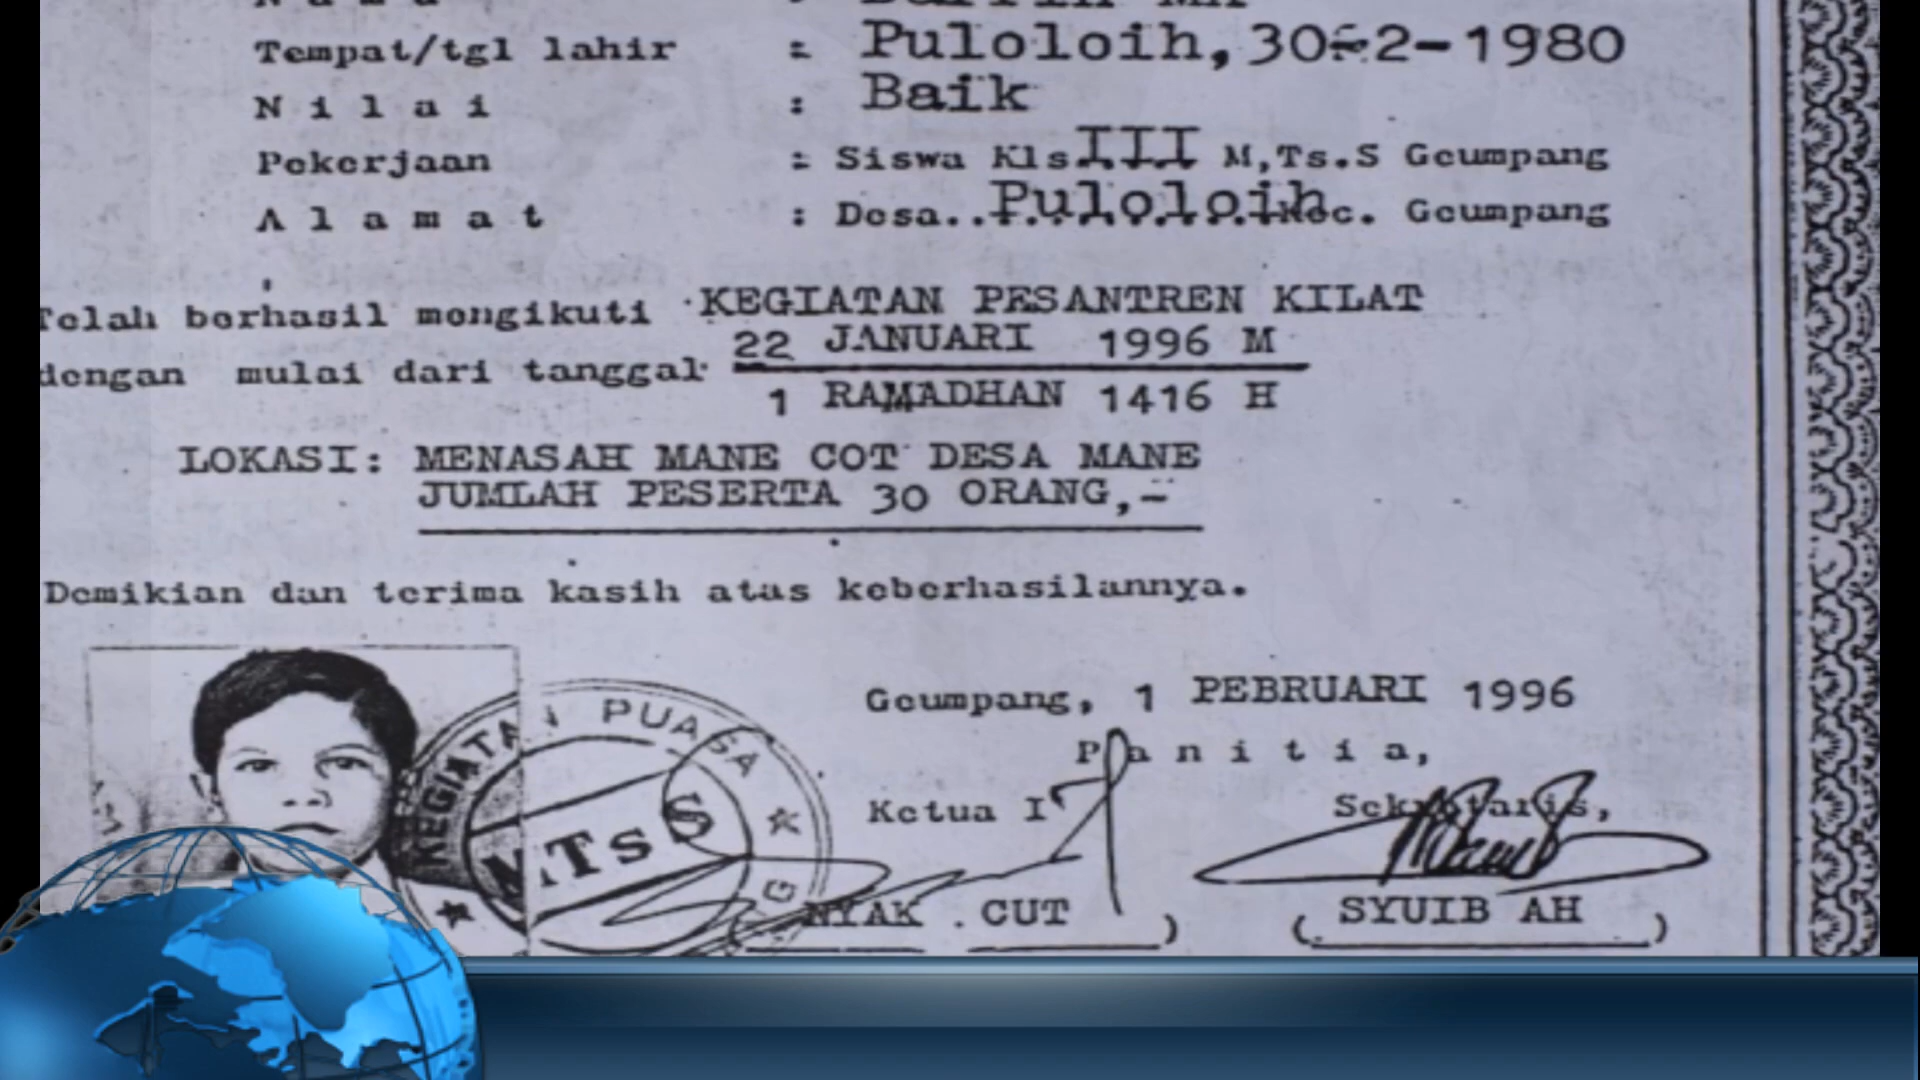 N a m a :
Tempat/tgl lahir : Puloloih, 30-2-1980
N i l a i : Baik
Pekerjaan : Siswa Kls III M,Ts.S Geumpang
A l a m a t : Desa..Puloloih Kec. Geumpang
Telah berhasil mengikuti KEGIATAN PESANTREN KILAT
dengan mulai dari tanggal 22 JANUARI 1996 M
1 RAMADHAN 1416 H
LOKASI: MENASAH MANE COT DESA MANE
JUMLAH PESERTA 30 ORANG,-
Demikian dan terima kasih atas keberhasilannya.
Geumpang, 1 PEBRUARI 1996
P a n i t i a,
Ketua I Sekretaris,
NYAK . CUT ) ( SYUIB AH )
KEGIATAN PUASA
MTsS